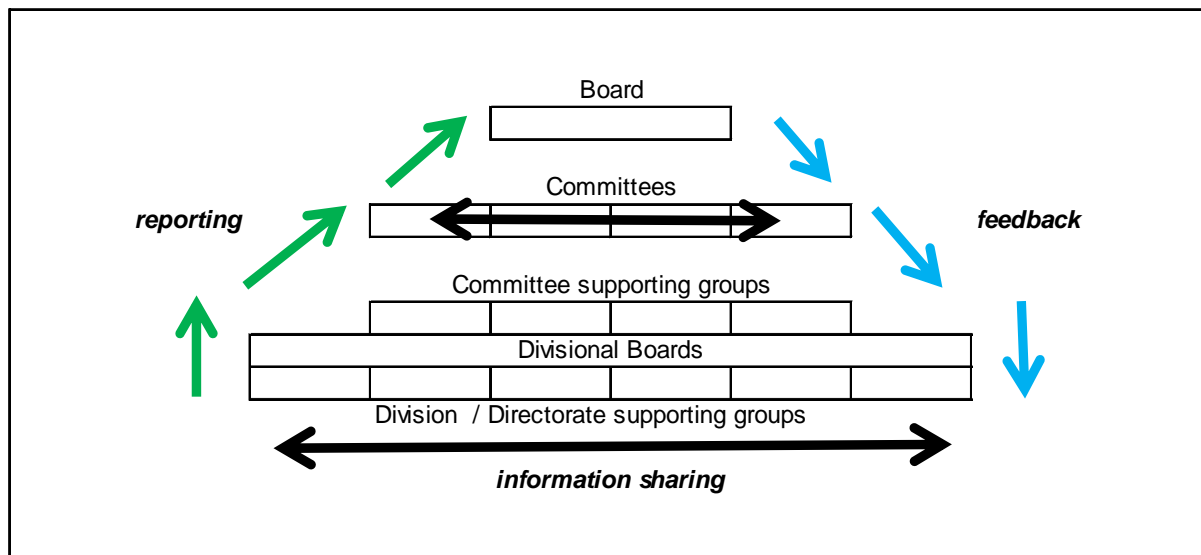 Board
Committees
reporting
feedback
Committee supporting groups
Divisional Boards
Division / Directorate supporting groups
information sharing